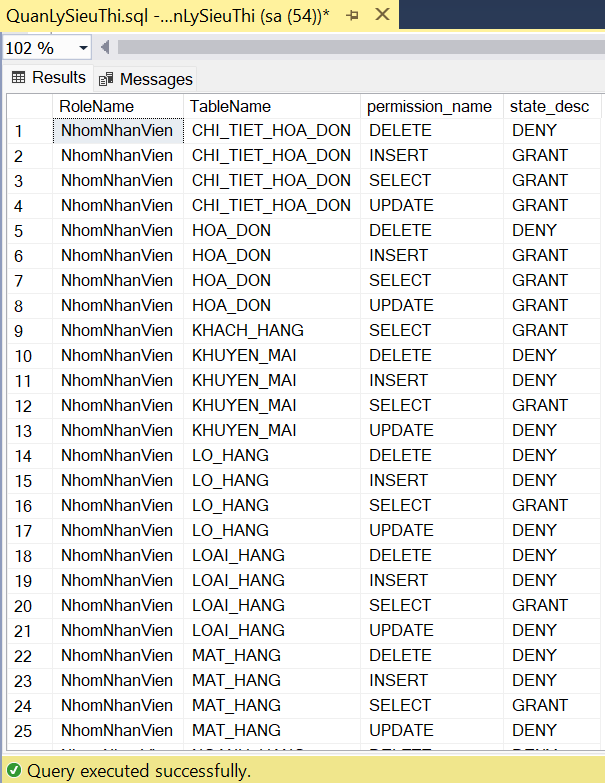 QuanLySieuThi.sql -...nLySieuThi (sa (54))*
102 %
Results Messages
RoleName TableName permission_name state_desc
1 NhomNhanVien CHI_TIET_HOA_DON DELETE DENY
2 NhomNhanVien CHI_TIET_HOA_DON INSERT GRANT
3 NhomNhanVien CHI_TIET_HOA_DON SELECT GRANT
4 NhomNhanVien CHI_TIET_HOA_DON UPDATE GRANT
5 NhomNhanVien HOA_DON DELETE DENY
6 NhomNhanVien HOA_DON INSERT GRANT
7 NhomNhanVien HOA_DON SELECT GRANT
8 NhomNhanVien HOA_DON UPDATE GRANT
9 NhomNhanVien KHACH_HANG SELECT GRANT
10 NhomNhanVien KHUYEN_MAI DELETE DENY
11 NhomNhanVien KHUYEN_MAI INSERT DENY
12 NhomNhanVien KHUYEN_MAI SELECT GRANT
13 NhomNhanVien KHUYEN_MAI UPDATE DENY
14 NhomNhanVien LO_HANG DELETE DENY
15 NhomNhanVien LO_HANG INSERT DENY
16 NhomNhanVien LO_HANG SELECT GRANT
17 NhomNhanVien LO_HANG UPDATE DENY
18 NhomNhanVien LOAI_HANG DELETE DENY
19 NhomNhanVien LOAI_HANG INSERT DENY
20 NhomNhanVien LOAI_HANG SELECT GRANT
21 NhomNhanVien LOAI_HANG UPDATE DENY
22 NhomNhanVien MAT_HANG DELETE DENY
23 NhomNhanVien MAT_HANG INSERT DENY
24 NhomNhanVien MAT_HANG SELECT GRANT
25 NhomNhanVien MAT_HANG UPDATE DENY
Query executed successfully.